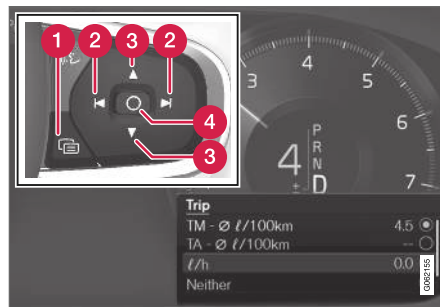 1
2
3
2
4
3
3
4
5
6
7
4
P
R
N
D
+
-
Trip
TM - Ø ℓ/100km 4.5
TA - Ø ℓ/100km --
ℓ/h 0.0
Neither
G062155